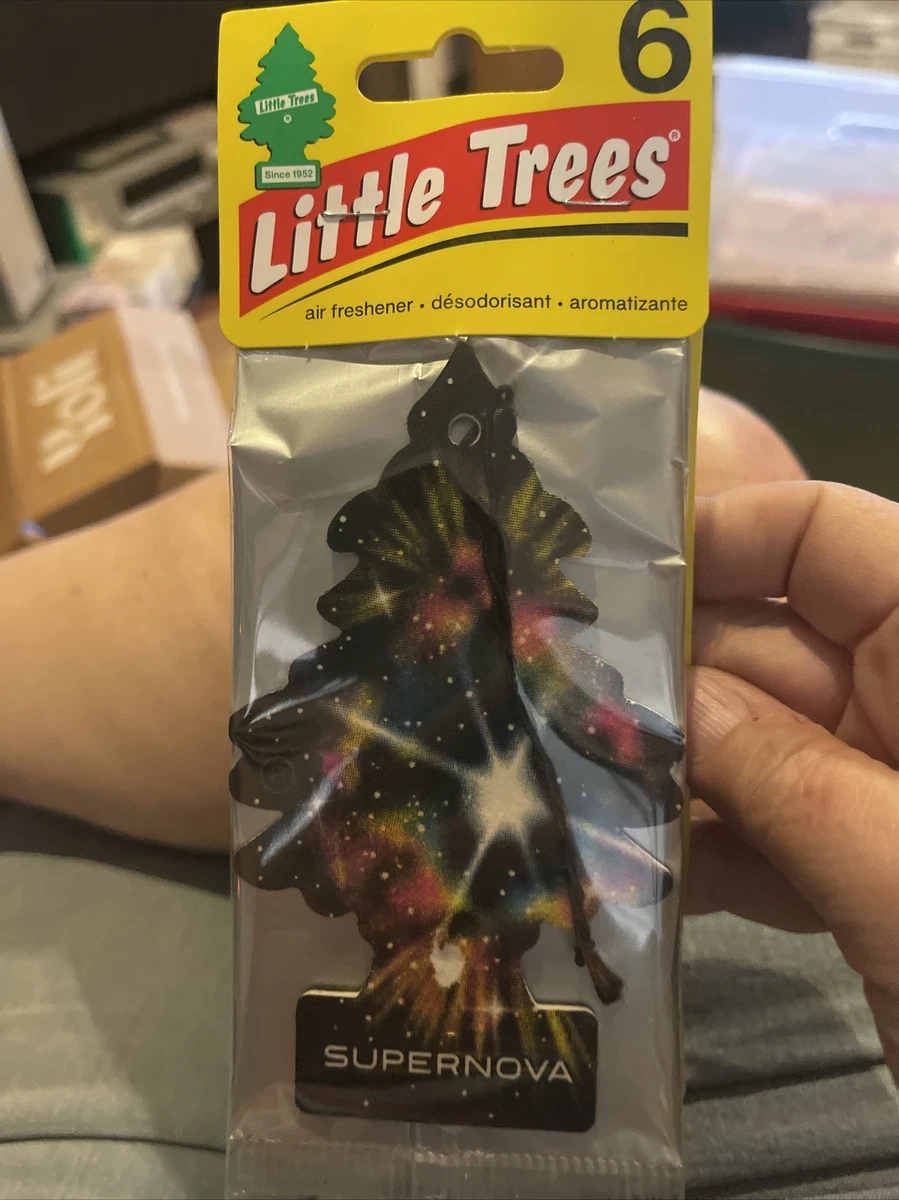 6
Little Trees
®
Since 1952
Little Trees®
air freshener • désodorisant • aromatizante
SUPERNOVA